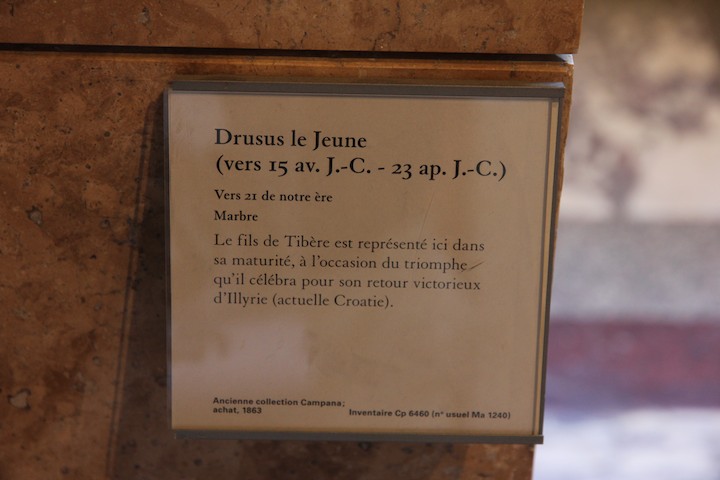 Drusus le Jeune
(vers 15 av. J.-C. - 23 ap. J.-C.)
Vers 21 de notre ère
Marbre
Le fils de Tibère est représenté ici dans
sa maturité, à l'occasion du triomphe
qu'il célébra pour son retour victorieux
d'Illyrie (actuelle Croatie).
Ancienne collection Campana;
achat, 1863
Inventaire Cp 6460 (n° usuel Ma 1240)